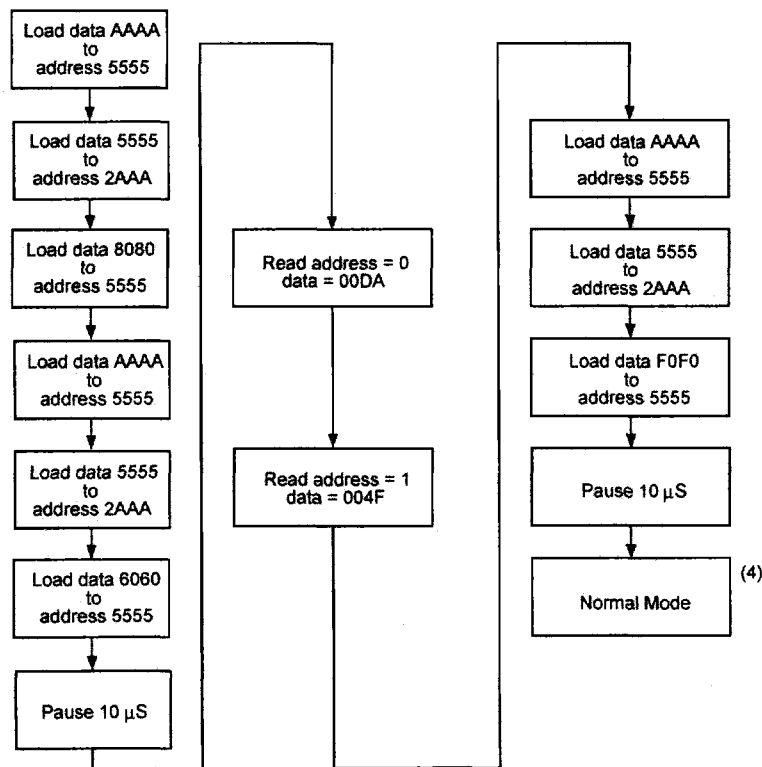 Load data AAAA
to
address 5555
Load data 5555
to
address 2AAA
Load data 8080
to
address 5555
Load data AAAA
to
address 5555
Load data 5555
to
address 2AAA
Load data 6060
to
address 5555
Pause 10 μS
Read address = 0
data = 00DA
Read address = 1
data = 004F
Load data AAAA
to
address 5555
Load data 5555
to
address 2AAA
Load data F0F0
to
address 5555
Pause 10 μS
Normal Mode
(4)